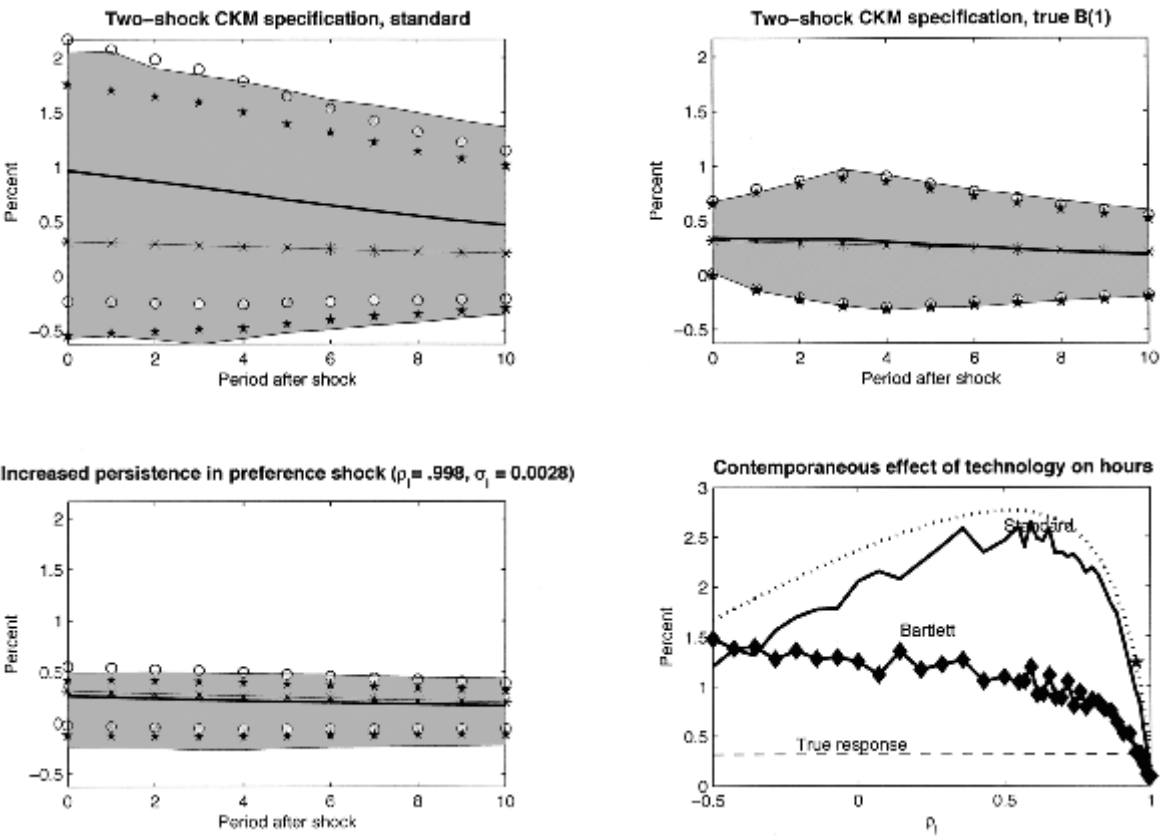 Two-shock CKM specification, standard
2
1.5
1
0.5
0
-0.5
Percent
0 2 4 6 8 10
Period after shock
Two-shock CKM specification, true B(1)
2
1.5
1
0.5
0
-0.5
Percent
0 2 4 6 8 10
Period after shock
Increased persistence in preference shock (ρl= .998, σl = 0.0028)
2
1.5
1
0.5
0
-0.5
Percent
0 2 4 6 8 10
Period after shock
Contemporaneous effect of technology on hours
3
2.5
2
1.5
1
0.5
0
Percent
Standard
Bartlett
True response
-0.5 0 0.5 1
ρl